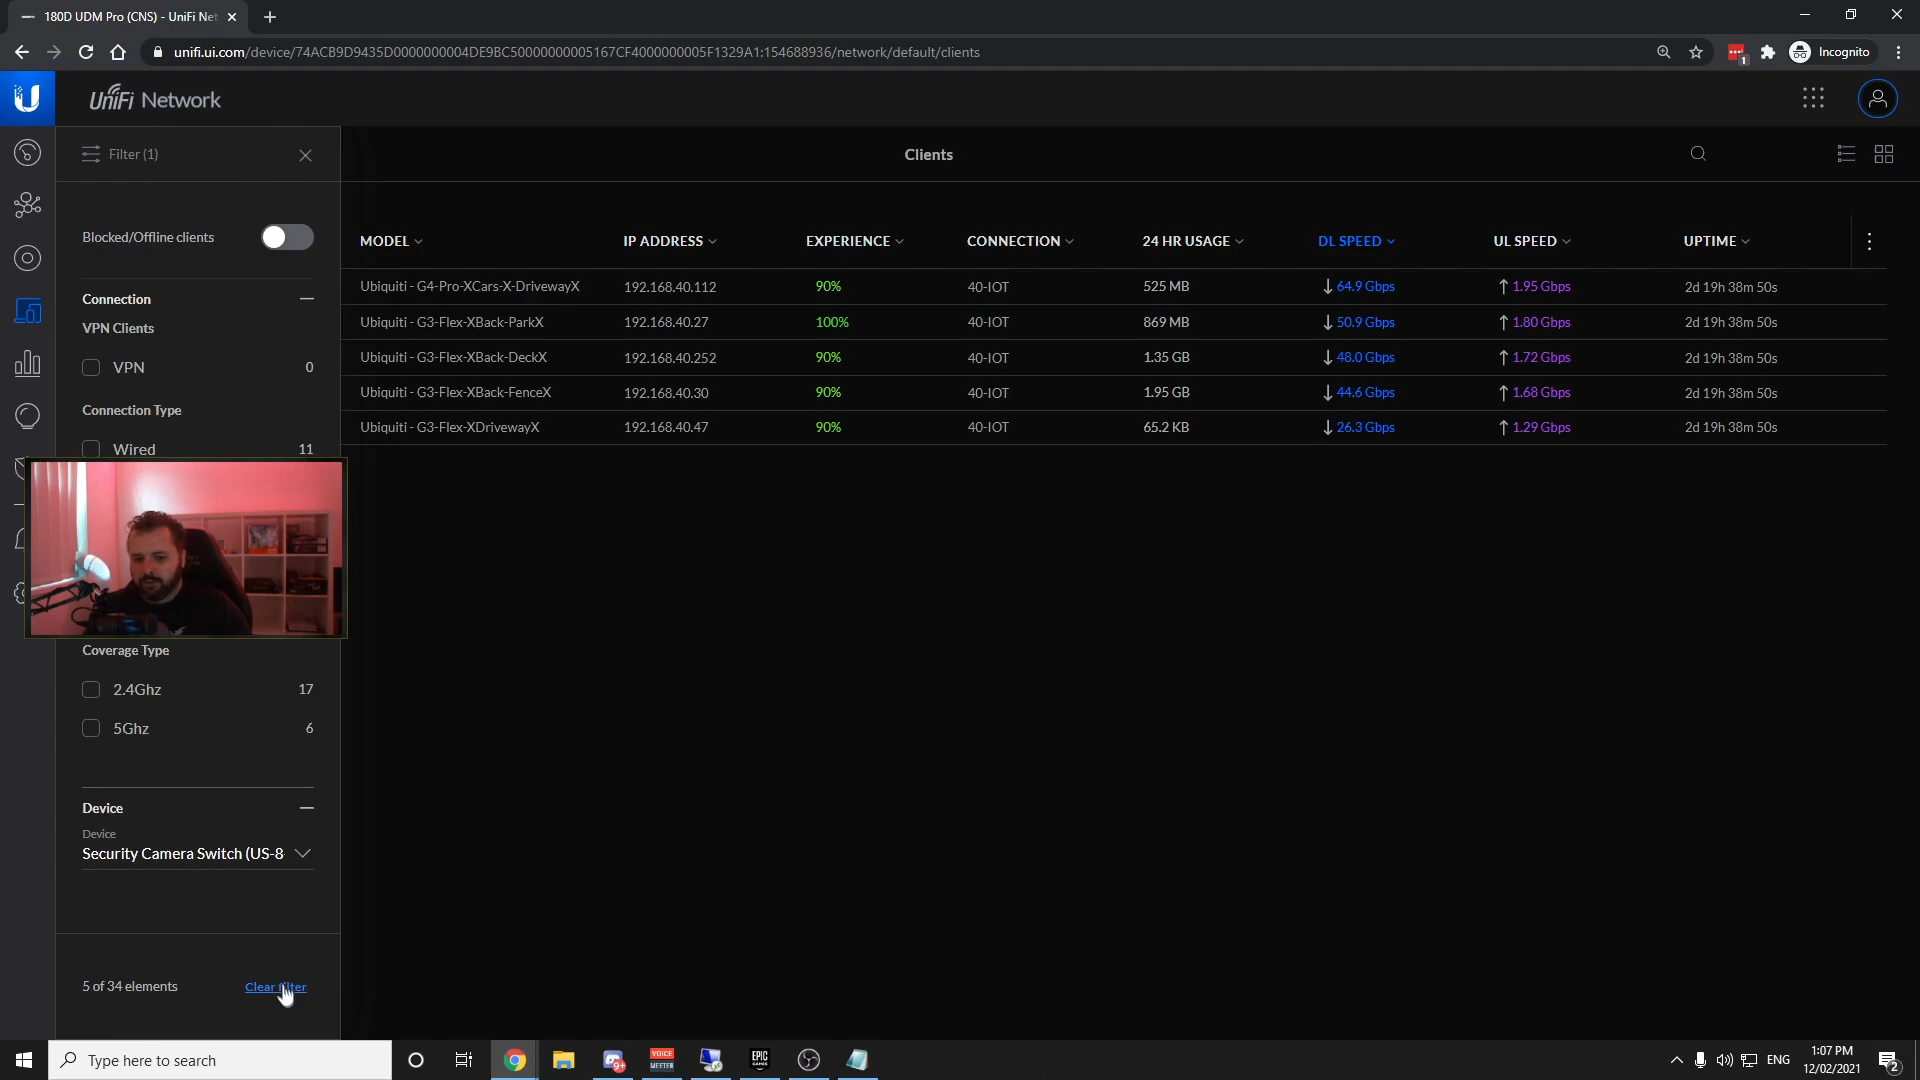 180D UDM Pro (CNS) - UniFi Net
unifi.ui.com/device/74ACB9D9435D0000000004DE9BC50000000005167CF4000000005F1329A1:154688936/network/default/clients
1
Incognito
U
UniFi Network
Filter (1)
Clients
Blocked/Offline clients
MODEL IP ADDRESS EXPERIENCE CONNECTION 24 HR USAGE DL SPEED UL SPEED UPTIME
Ubiquiti - G4-Pro-XCars-X-DrivewayX 192.168.40.112 90% 40-IOT 525 MB 64.9 Gbps 1.95 Gbps 2d 19h 38m 50s
Ubiquiti - G3-Flex-XBack-ParkX 192.168.40.27 100% 40-IOT 869 MB 50.9 Gbps 1.80 Gbps 2d 19h 38m 50s
Ubiquiti - G3-Flex-XBack-DeckX 192.168.40.252 90% 40-IOT 1.35 GB 48.0 Gbps 1.72 Gbps 2d 19h 38m 50s
Ubiquiti - G3-Flex-XBack-FenceX 192.168.40.30 90% 40-IOT 1.95 GB 44.6 Gbps 1.68 Gbps 2d 19h 38m 50s
Ubiquiti - G3-Flex-XDrivewayX 192.168.40.47 90% 40-IOT 65.2 KB 26.3 Gbps 1.29 Gbps 2d 19h 38m 50s
Connection
VPN Clients
VPN 0
Connection Type
Wired 11
Coverage Type
2.4Ghz 17
5Ghz 6
Device
Device
Security Camera Switch (US-8
5 of 34 elements
Clear filter
Type here to search
9+
VOICE
MEETER
EPIC
GAMES
ENG
1:07 PM
12/02/2021
2